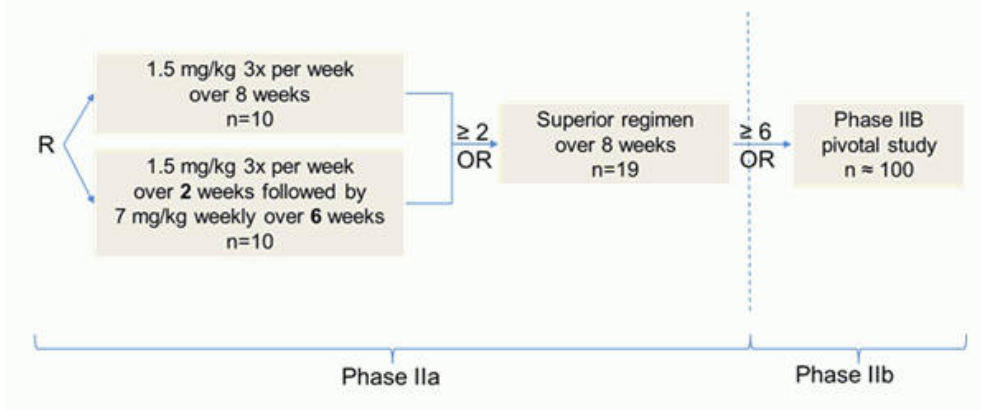 R
1.5 mg/kg 3x per week
over 8 weeks
n=10
1.5 mg/kg 3x per week
over 2 weeks followed by
7 mg/kg weekly over 6 weeks
n=10
≥ 2
OR
Superior regimen
over 8 weeks
n=19
≥ 6
OR
Phase IIB
pivotal study
n ≈ 100
Phase IIa
Phase IIb